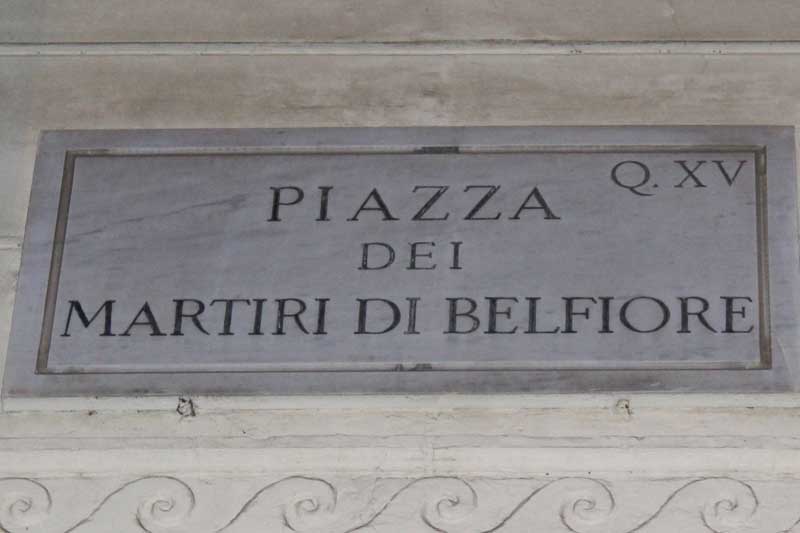 Q. XV
PIAZZA
DEI
MARTIRI DI BELFIORE